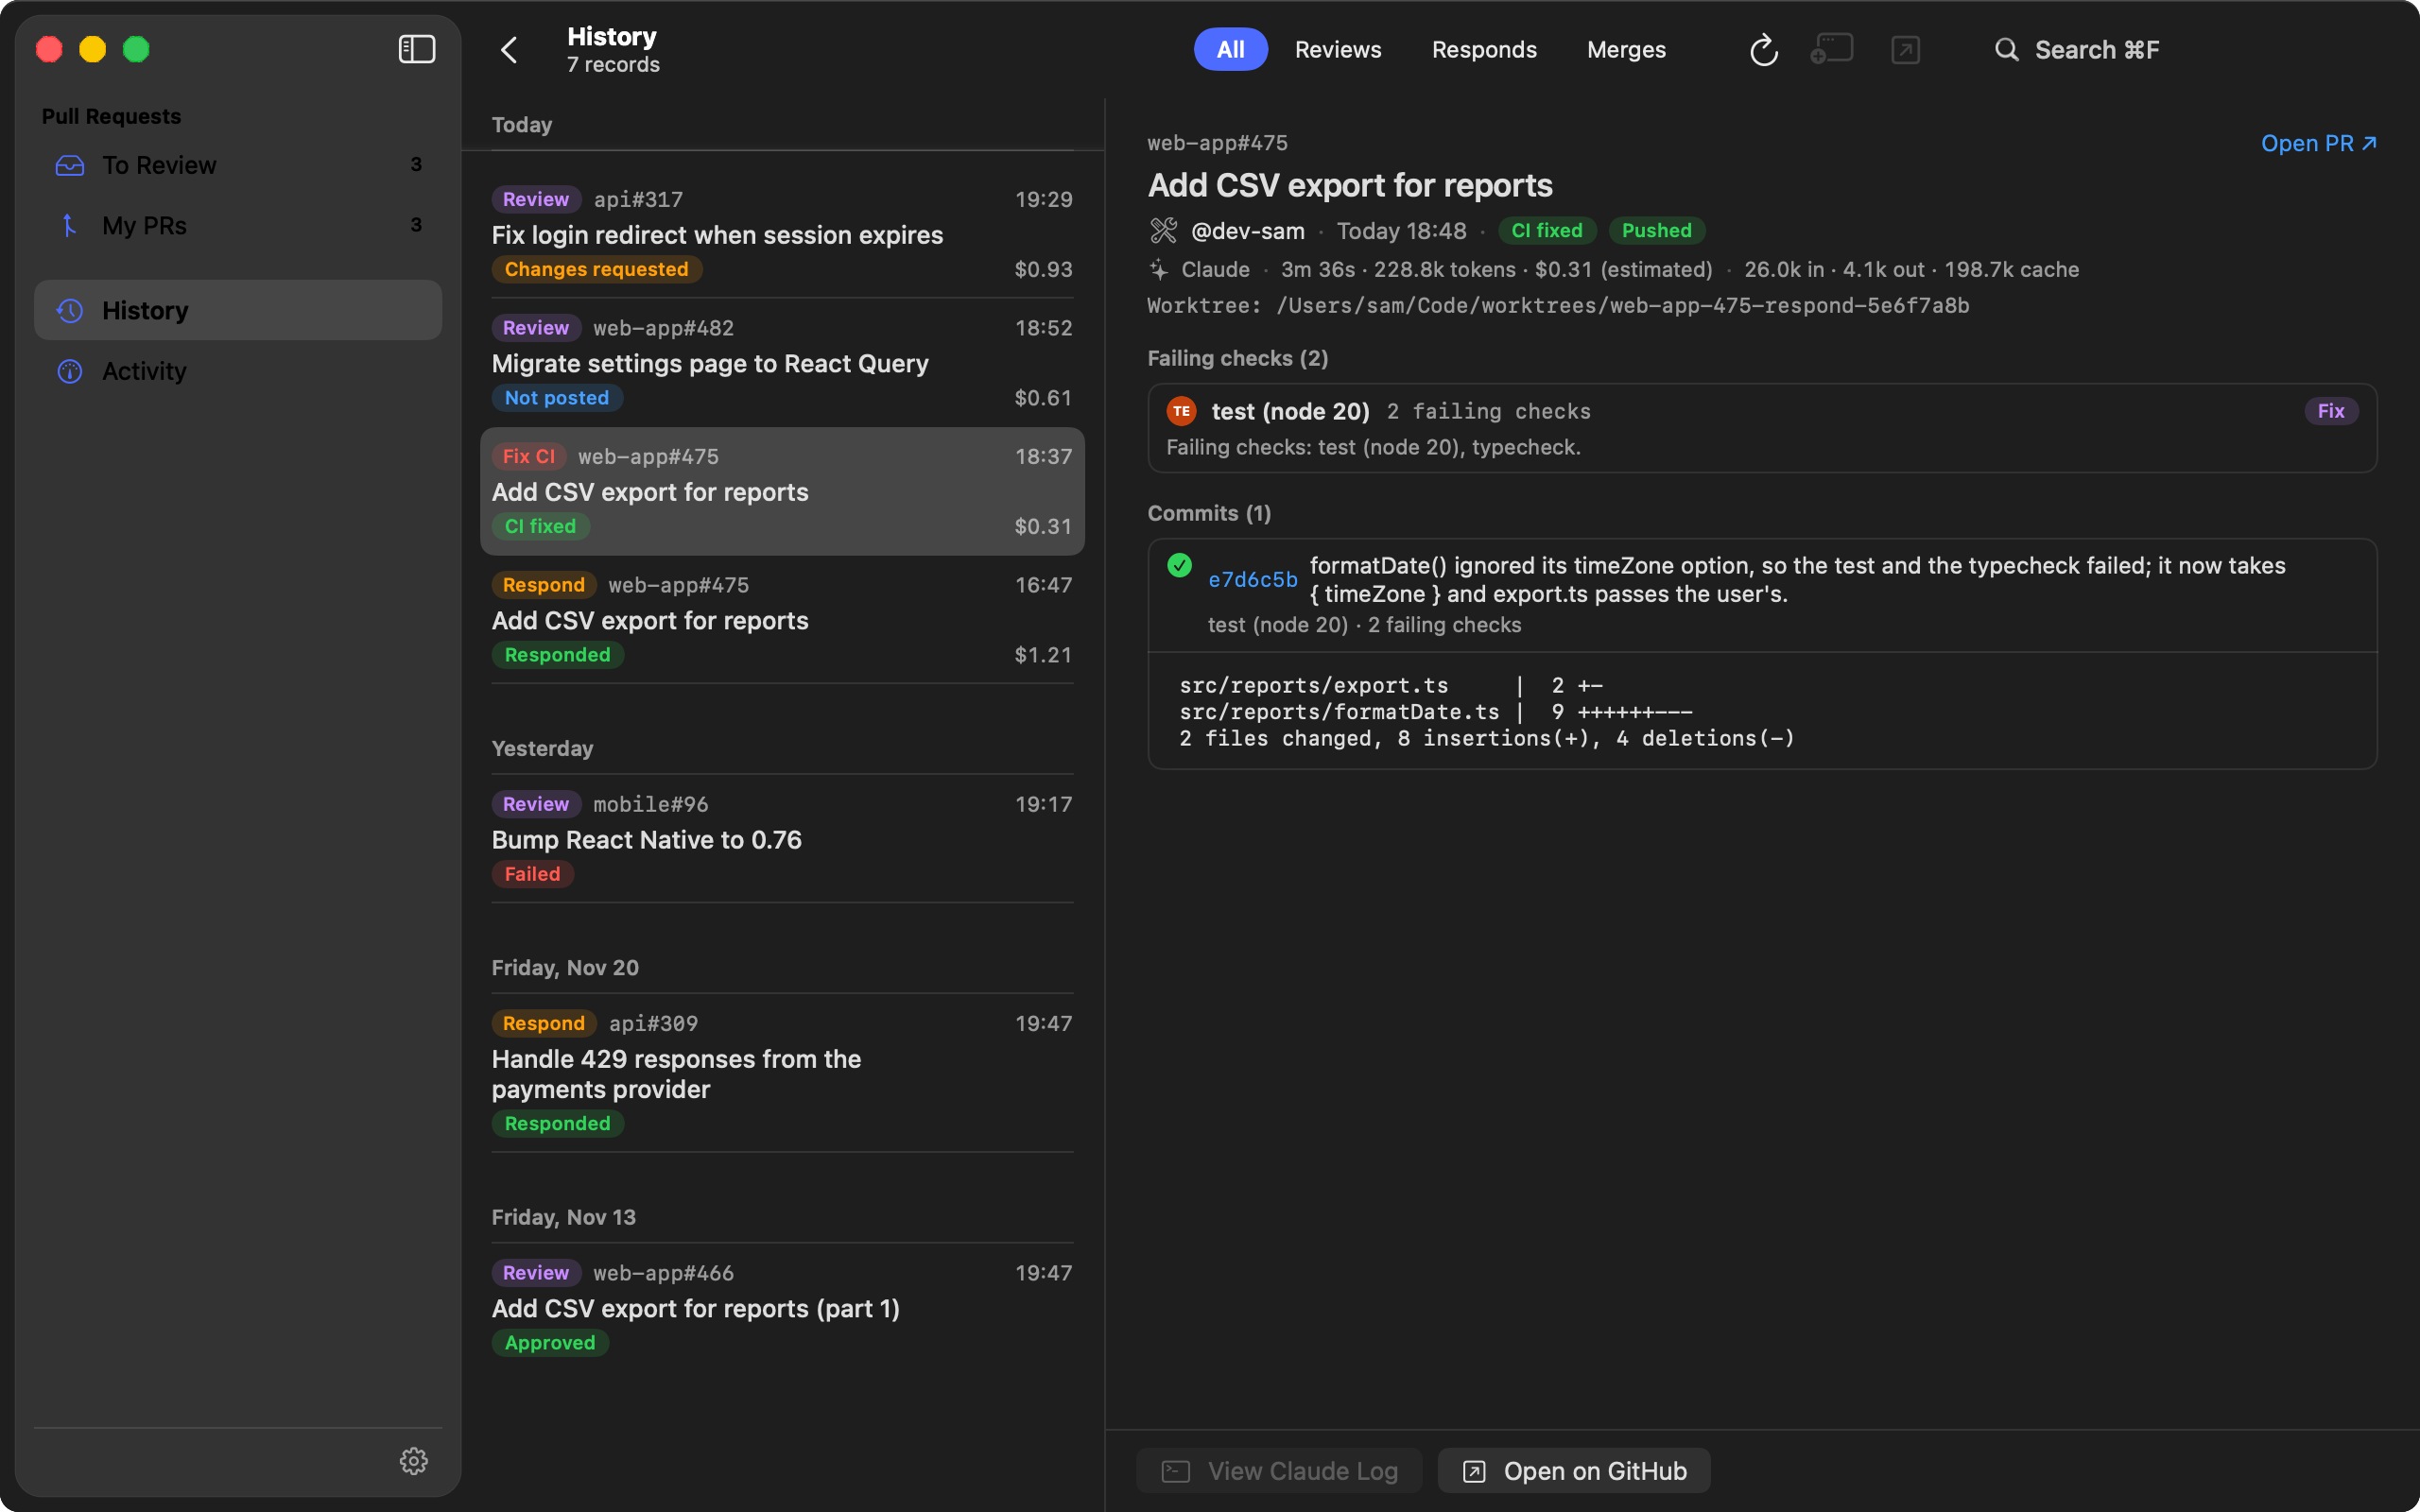 Pull Requests
To Review 3
My PRs 3
History
Activity
History
7 records
All Reviews Responds Merges Search ⌘F
Today
Review api#317 19:29
Fix login redirect when session expires
Changes requested $0.93
Review web-app#482 18:52
Migrate settings page to React Query
Not posted $0.61
Fix CI web-app#475 18:37
Add CSV export for reports
CI fixed $0.31
Respond web-app#475 16:47
Add CSV export for reports
Responded $1.21
Yesterday
Review mobile#96 19:17
Bump React Native to 0.76
Failed
Friday, Nov 20
Respond api#309 19:47
Handle 429 responses from the
payments provider
Responded
Friday, Nov 13
Review web-app#466 19:47
Add CSV export for reports (part 1)
Approved
web-app#475 Open PR ↗
Add CSV export for reports
@dev-sam · Today 18:48 · CI fixed Pushed
Claude · 3m 36s · 228.8k tokens · $0.31 (estimated) · 26.0k in · 4.1k out · 198.7k cache
Worktree: /Users/sam/Code/worktrees/web-app-475-respond-5e6f7a8b
Failing checks (2)
TE test (node 20) 2 failing checks Fix
Failing checks: test (node 20), typecheck.
Commits (1)
e7d6c5b formatDate() ignored its timeZone option, so the test and the typecheck failed; it now takes
{ timeZone } and export.ts passes the user's.
test (node 20) · 2 failing checks
src/reports/export.ts | 2 +-
src/reports/formatDate.ts | 9 ++++++---
2 files changed, 8 insertions(+), 4 deletions(-)
View Claude Log Open on GitHub